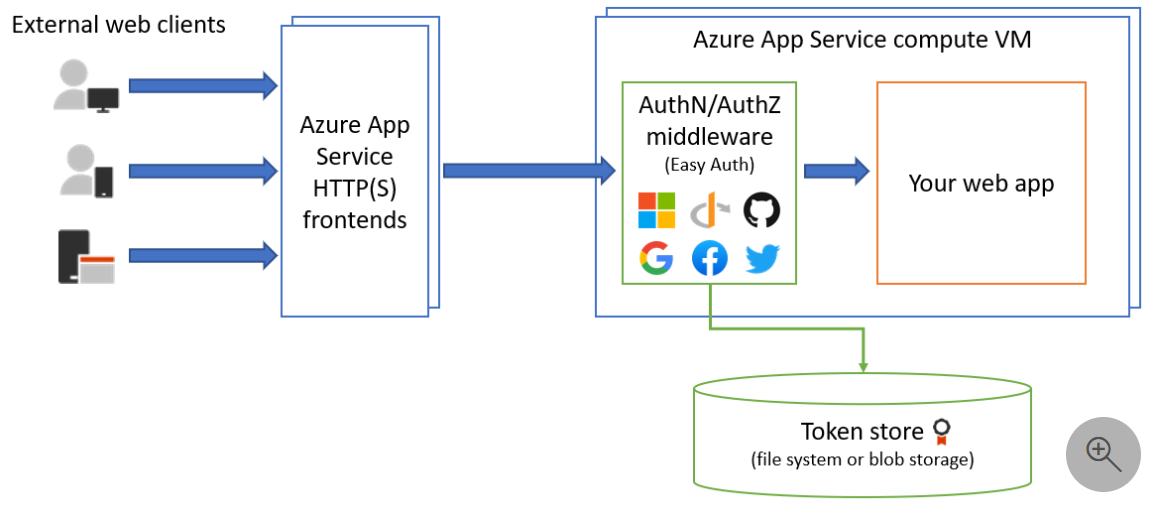 External web clients
Azure App
Service
HTTP(S)
frontends
Azure App Service compute VM
AuthN/AuthZ
middleware
(Easy Auth)
Your web app
Token store
(file system or blob storage)